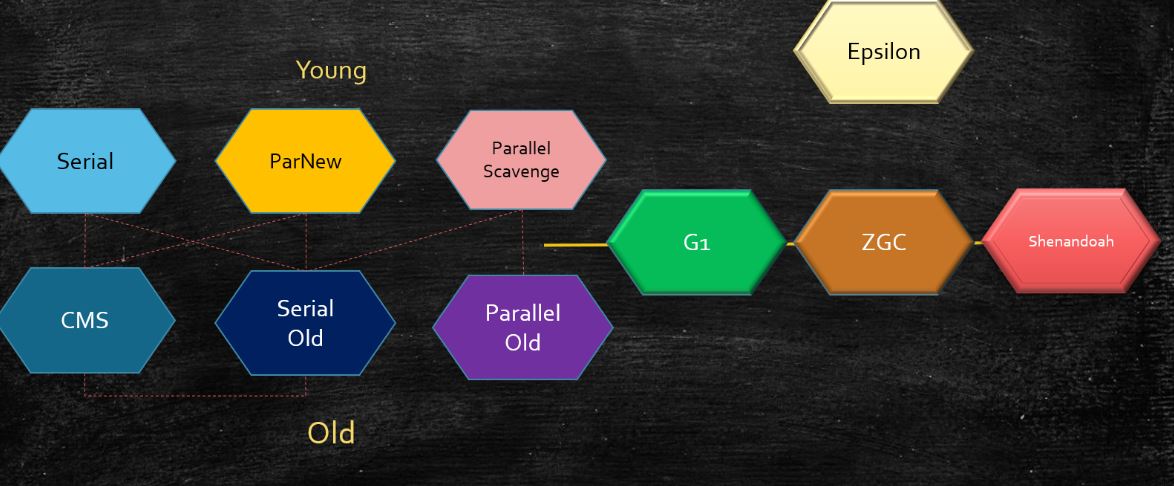 Epsilon
Young
Serial
ParNew
Parallel
Scavenge
G1
ZGC
Shenandoah
CMS
Serial
Old
Parallel
Old
Old